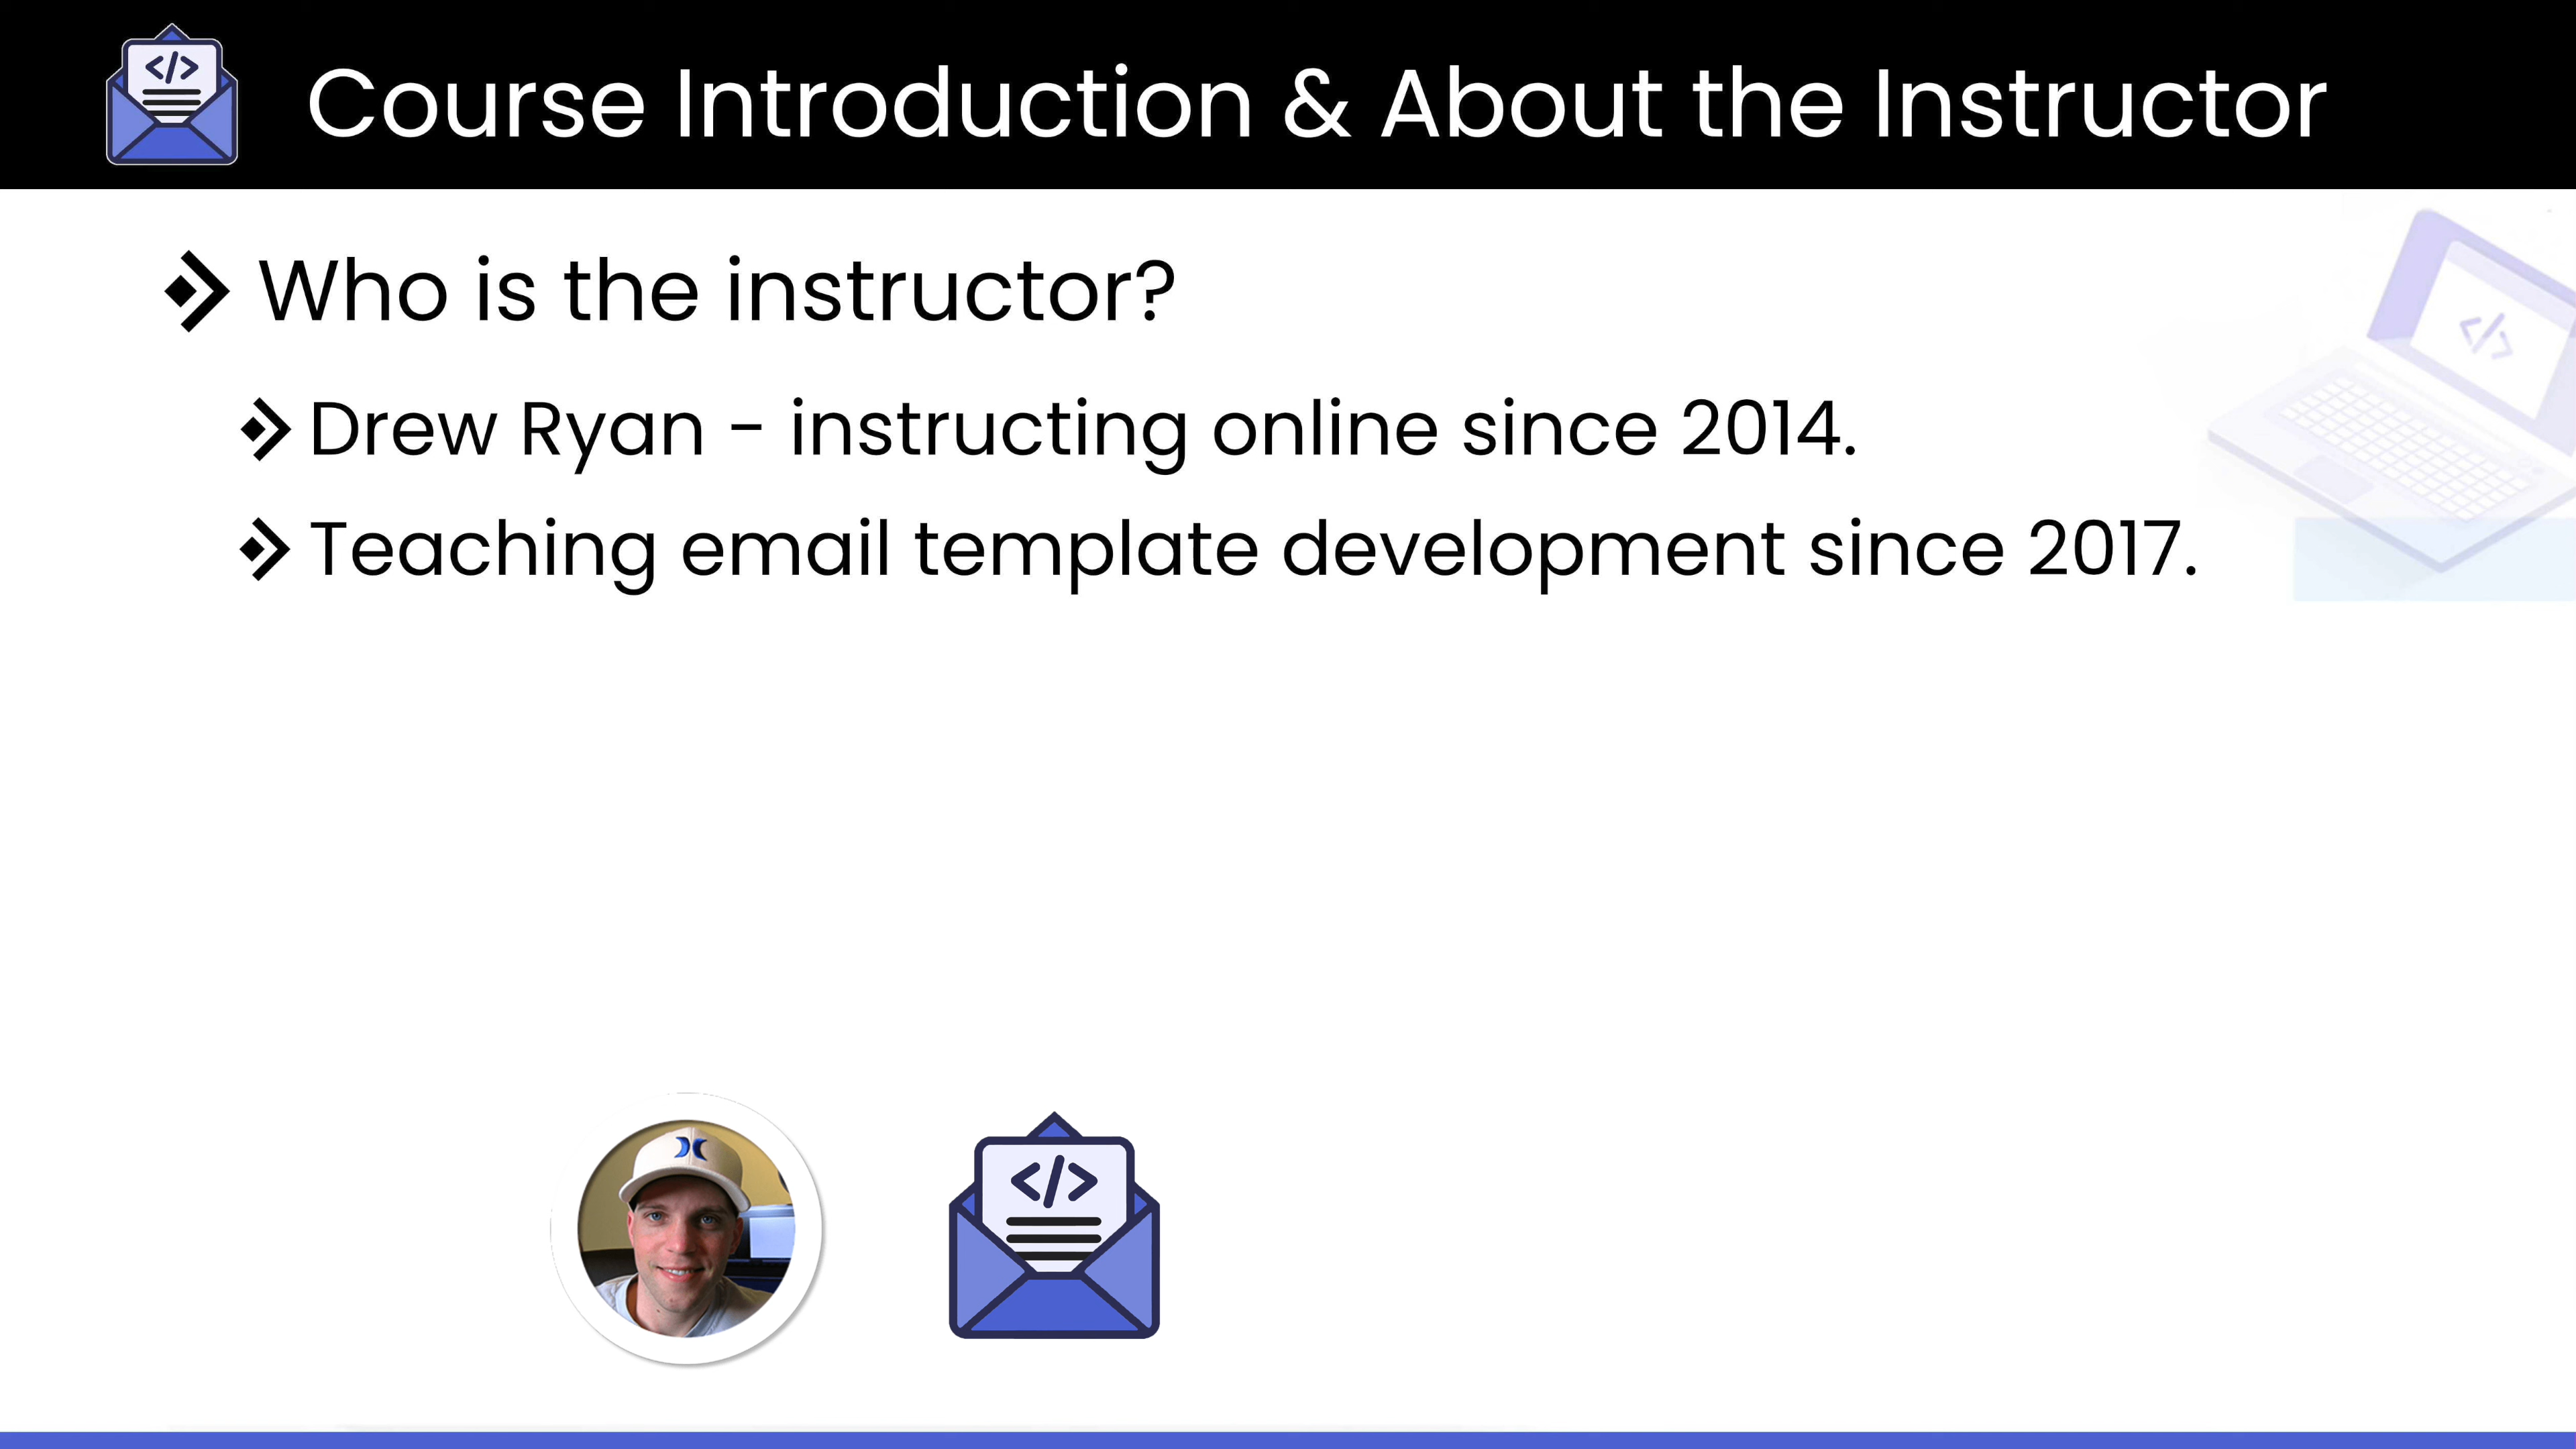 Course Introduction & About the Instructor
Who is the instructor?
Drew Ryan - instructing online since 2014.
Teaching email template development since 2017.